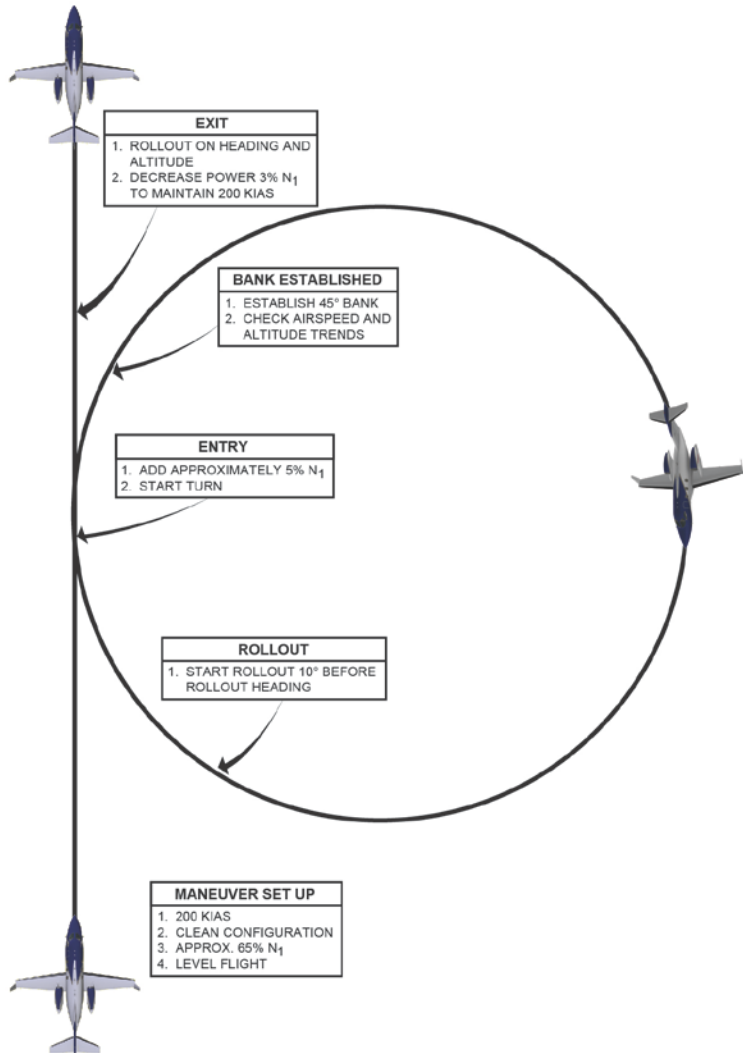 EXIT
1. ROLLOUT ON HEADING AND
ALTITUDE
2. DECREASE POWER 3% N1
TO MAINTAIN 200 KIAS
BANK ESTABLISHED
1. ESTABLISH 45° BANK
2. CHECK AIRSPEED AND
ALTITUDE TRENDS
ENTRY
1. ADD APPROXIMATELY 5% N1
2. START TURN
ROLLOUT
1. START ROLLOUT 10° BEFORE
ROLLOUT HEADING
MANEUVER SET UP
1. 200 KIAS
2. CLEAN CONFIGURATION
3. APPROX. 65% N1
4. LEVEL FLIGHT